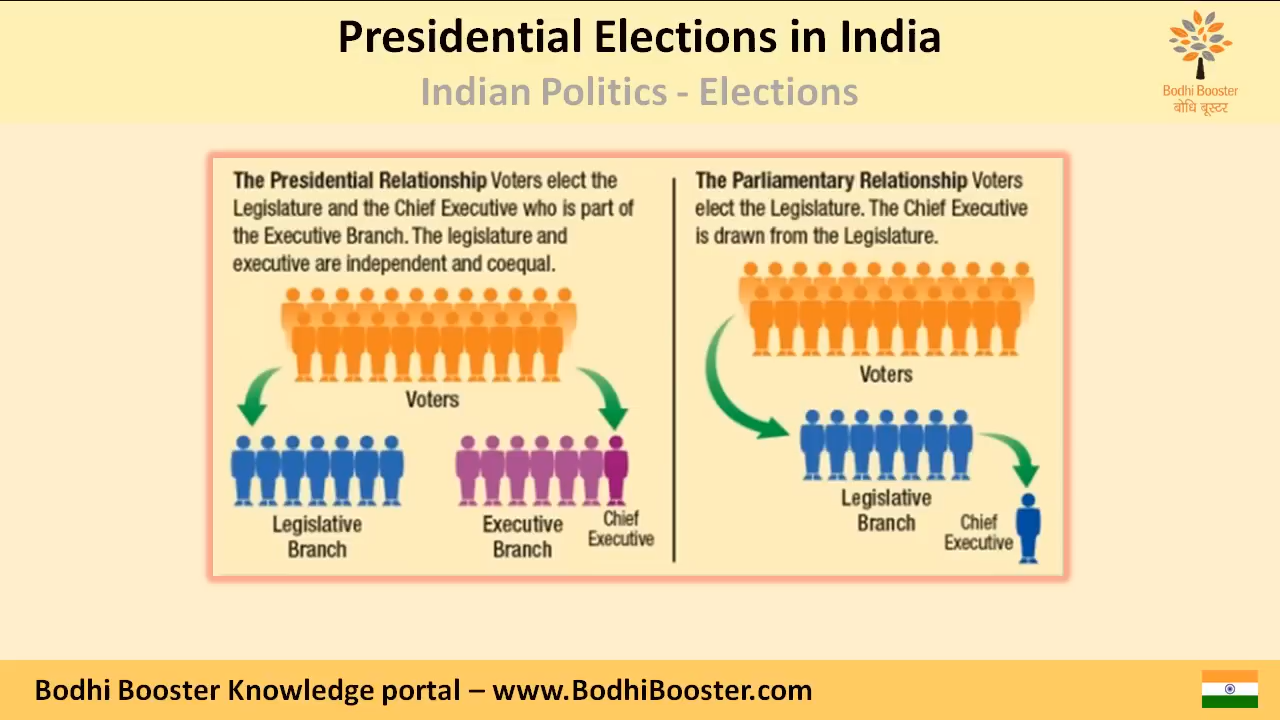 Presidential Elections in India
Indian Politics - Elections
Bodhi Booster
बोधि बूस्टर
The Presidential Relationship Voters elect the
Legislature and the Chief Executive who is part of
the Executive Branch. The legislature and
executive are independent and coequal.
Voters
Legislative
Branch
Executive
Branch
Chief
Executive
The Parliamentary Relationship Voters
elect the Legislature. The Chief Executive
is drawn from the Legislature.
Voters
Legislative
Branch
Chief
Executive
Bodhi Booster Knowledge portal – www.BodhiBooster.com